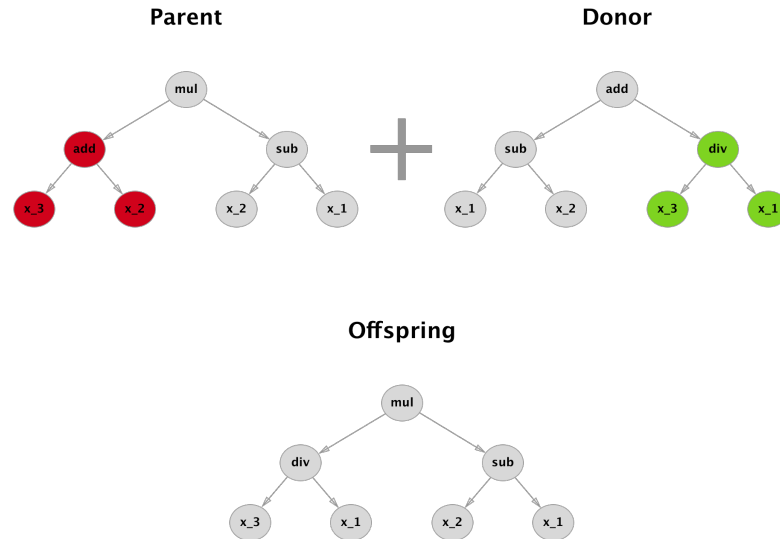 Parent
Donor
mul
add
add
sub
sub
div
x_3
x_2
x_2
x_1
x_1
x_2
x_3
x_1
Offspring
mul
div
sub
x_3
x_1
x_2
x_1